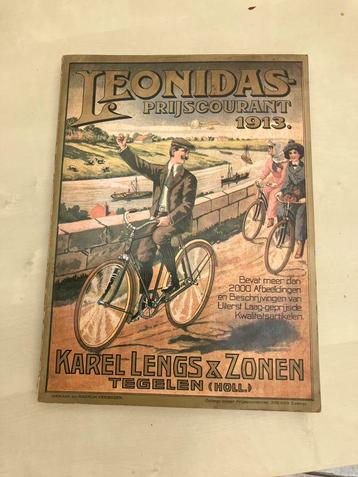 LEONIDAS-
PRIJSCOURANT
1913.
Bevat meer dan
2000 Afbeeldingen
en Beschrijvingen van
Uiterst Laag-geprijsde
Kwaliteitsartikelen.
KAREL LENGS & ZONEN
TEGELEN (HOLL.)